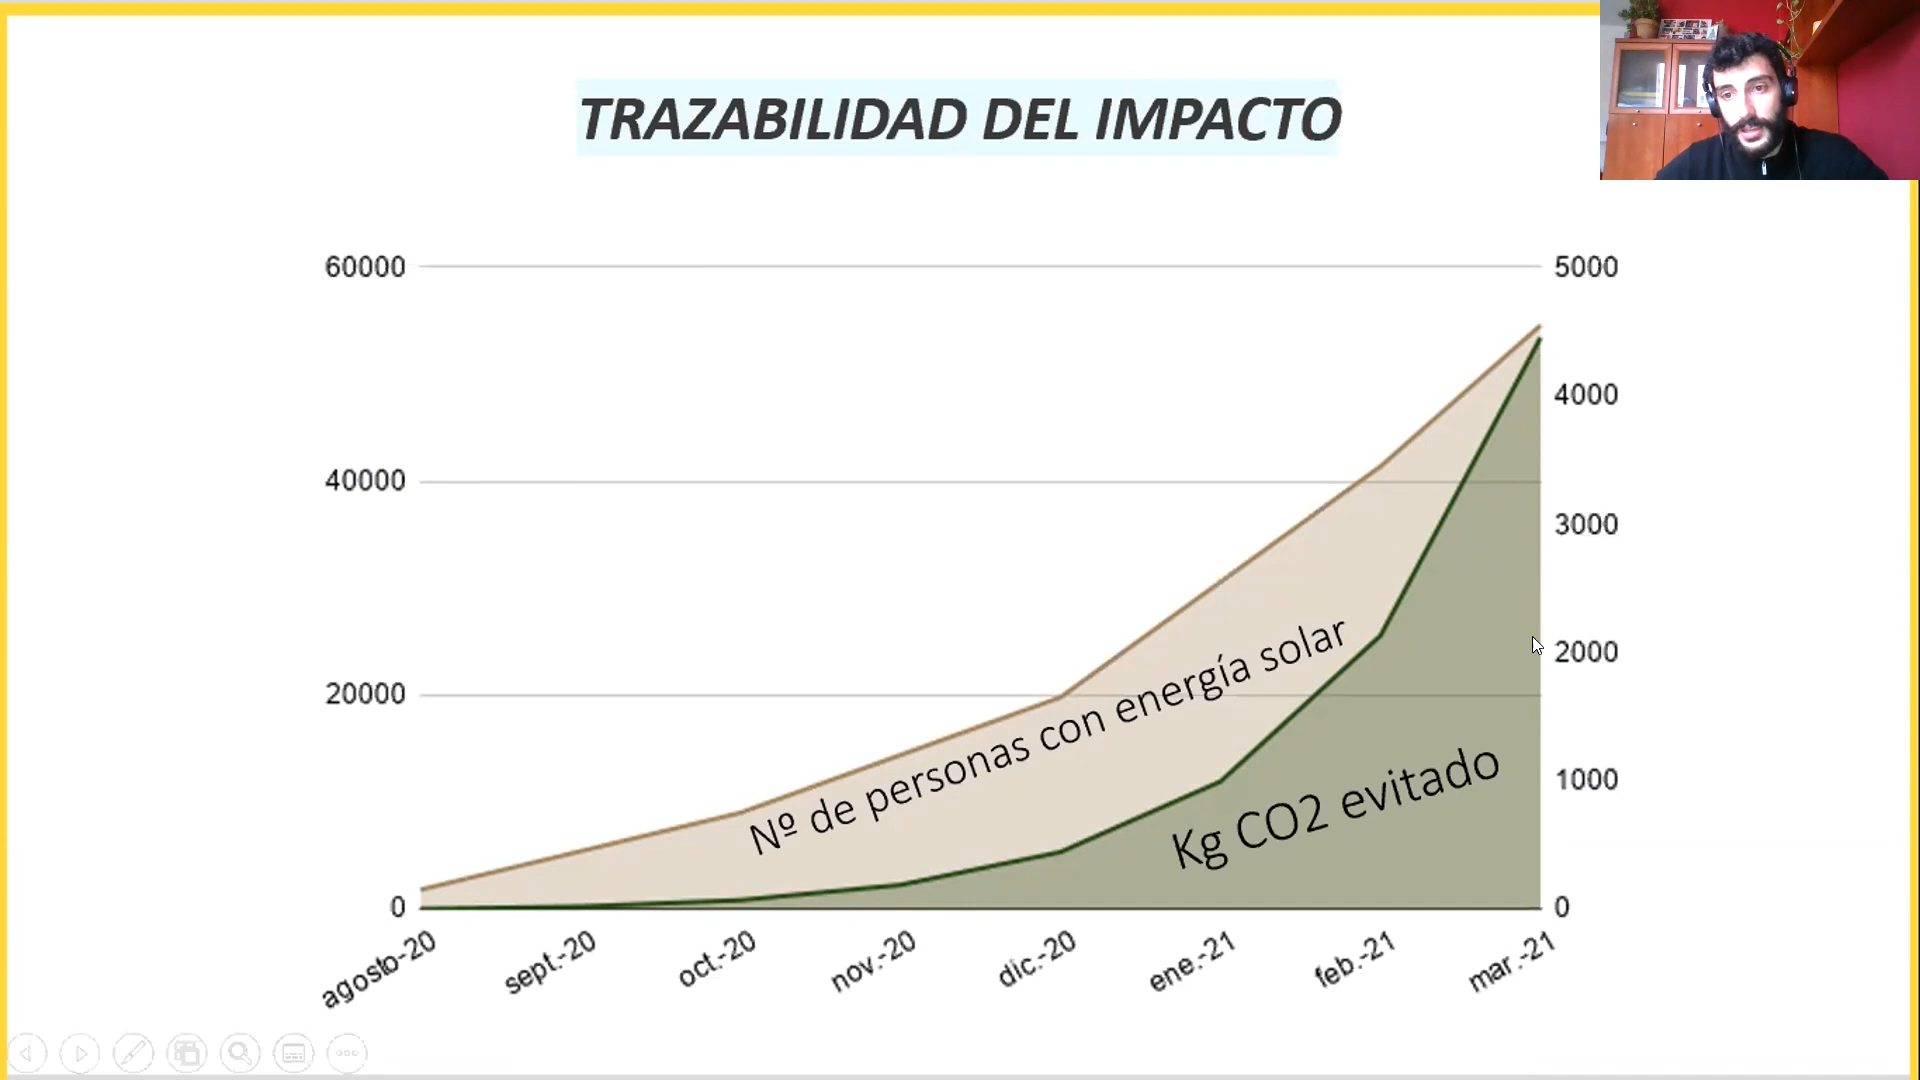 TRAZABILIDAD DEL IMPACTO
60000
40000
20000
0
5000
4000
3000
2000
1000
0
Nº de personas con energía solar
Kg CO2 evitado
agosto-20
sept.-20
oct.-20
nov.-20
dic.-20
ene.-21
feb.-21
mar.-21